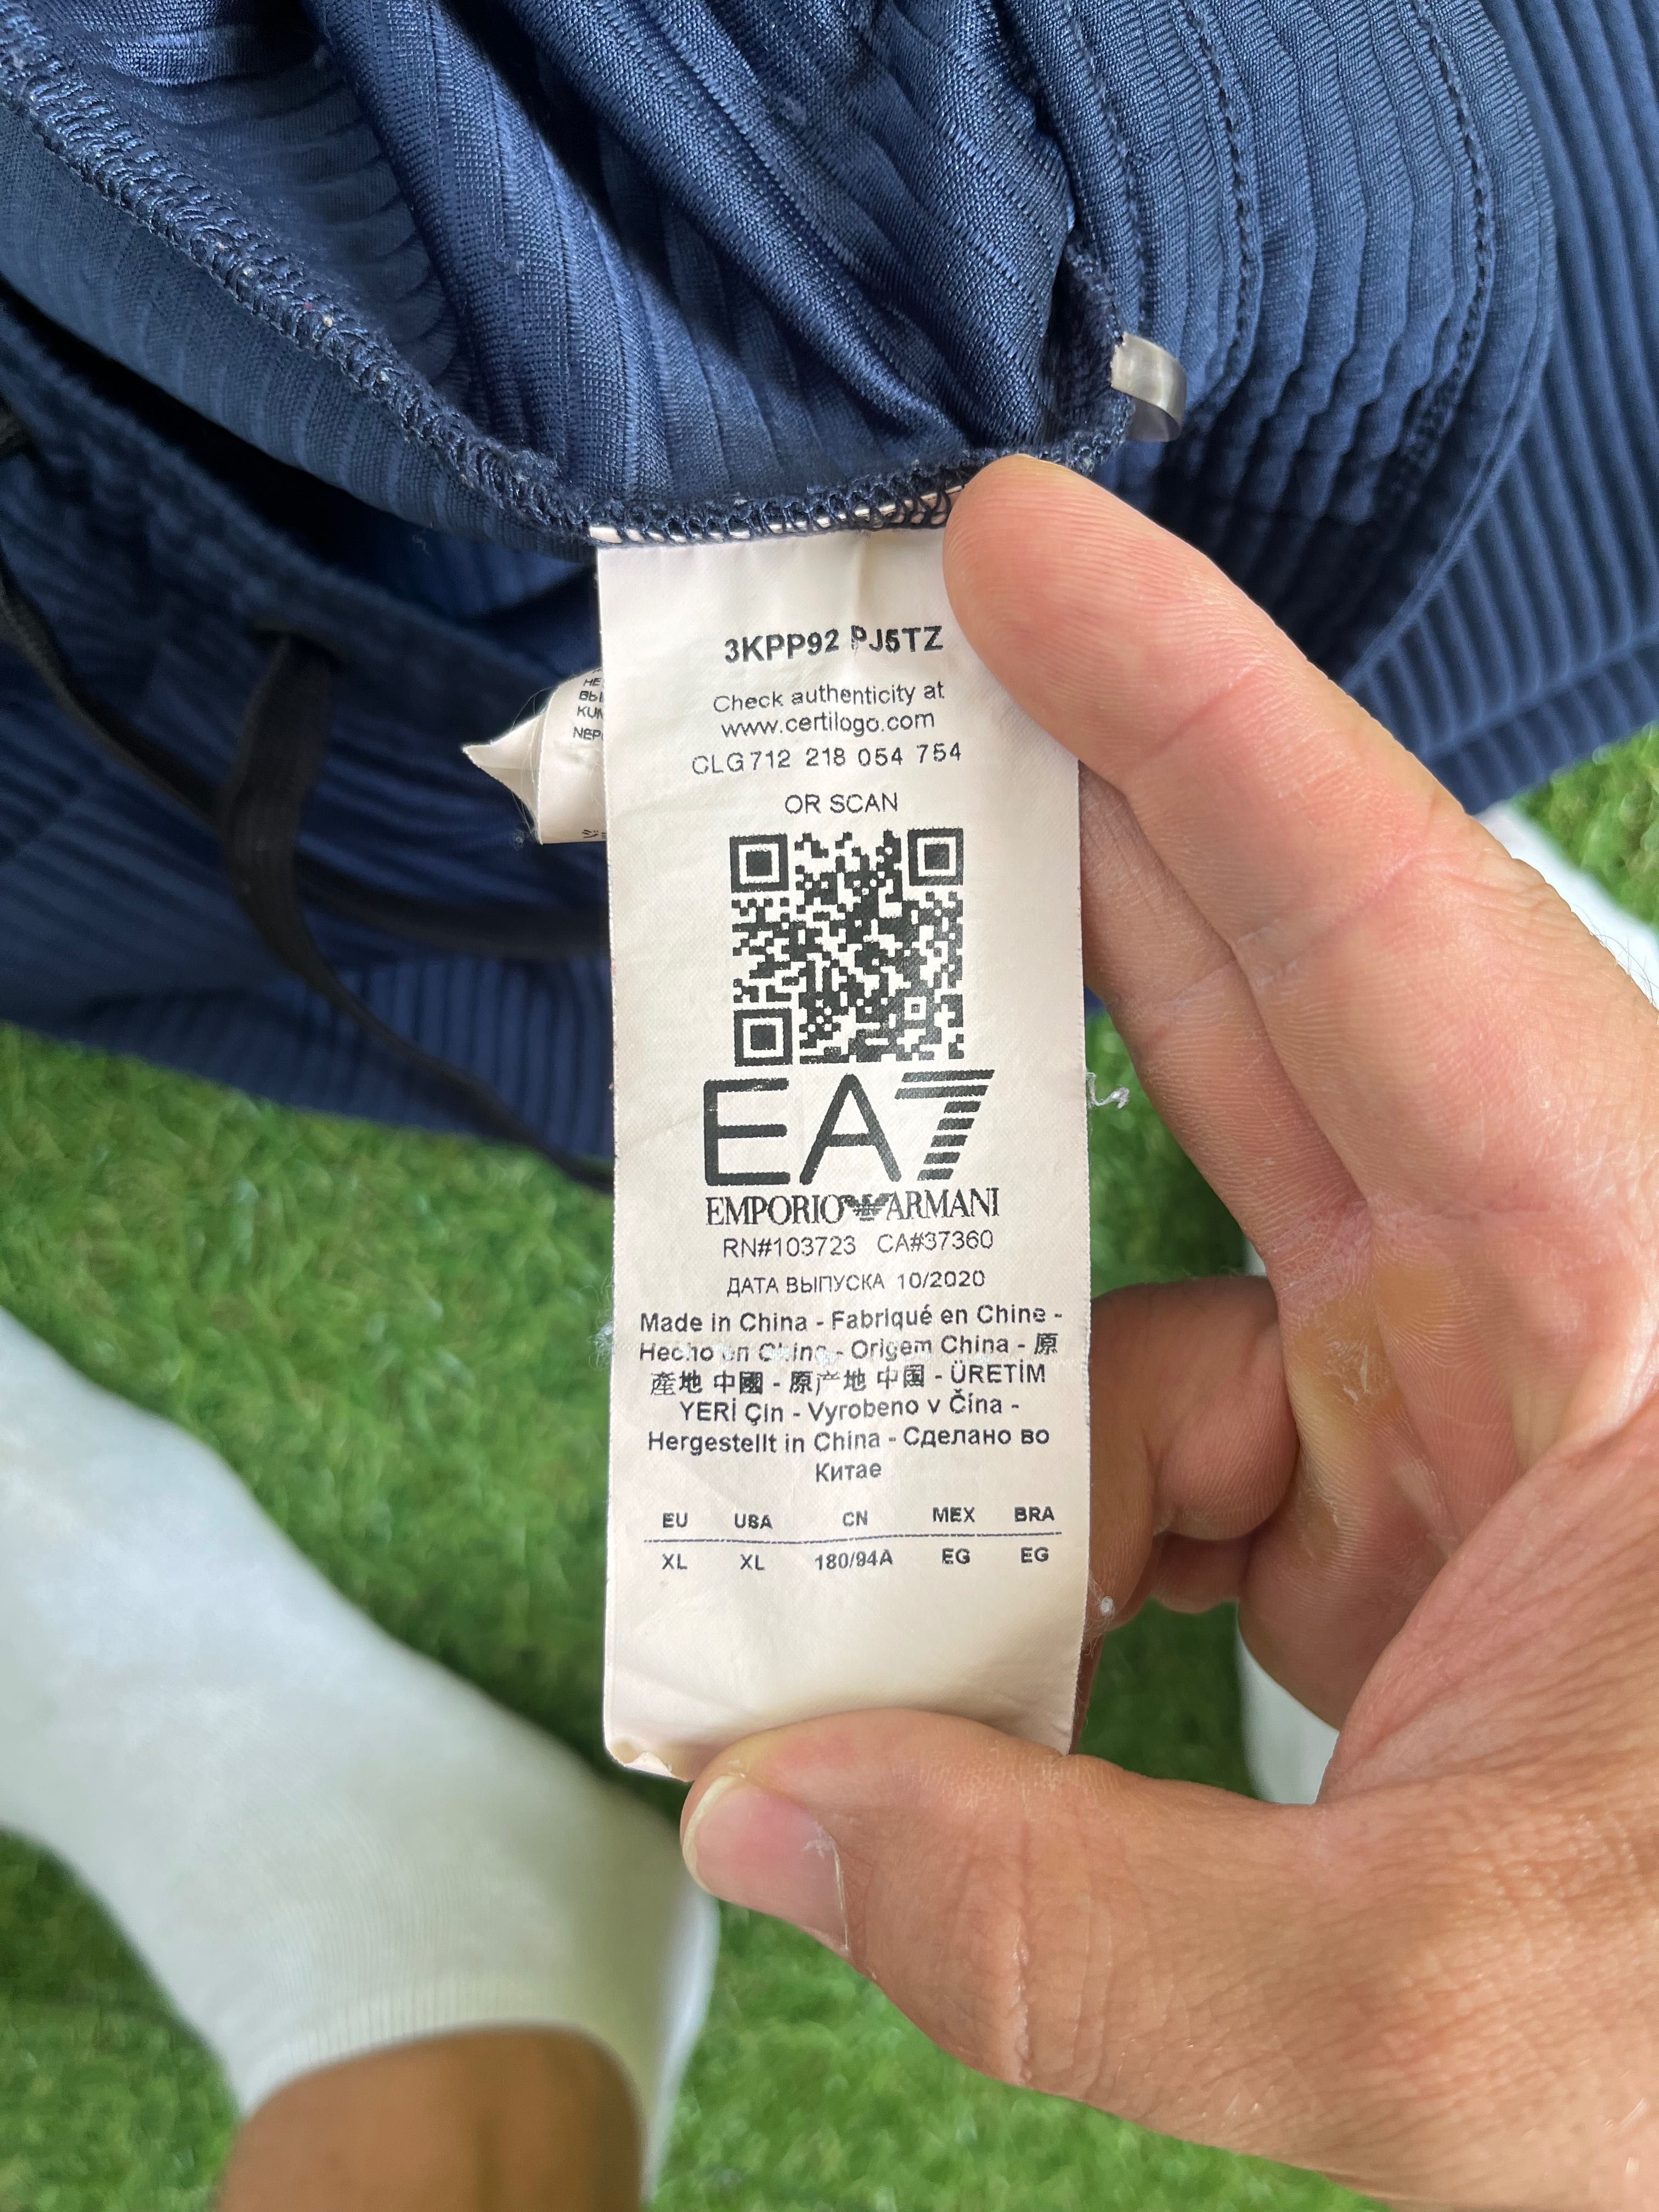 3KPP92 PJ5TZ
Check authenticity at
www.certilogo.com
CLG712 218 054 754
OR SCAN
EA7
EMPORIO ARMANI
RN#103723 CA#37360
ДАТА ВЫПУСКА 10/2020
Made in China - Fabriqué en Chine -
Hecho en China - Origem China - 原
產地 中國 - 原产地 中国 - ÜRETİM
YERİ Çin - Vyrobeno v Čína -
Hergestellt in China - Сделано во
Китае
EU USA CN MEX BRA
XL XL 180/94A EG EG